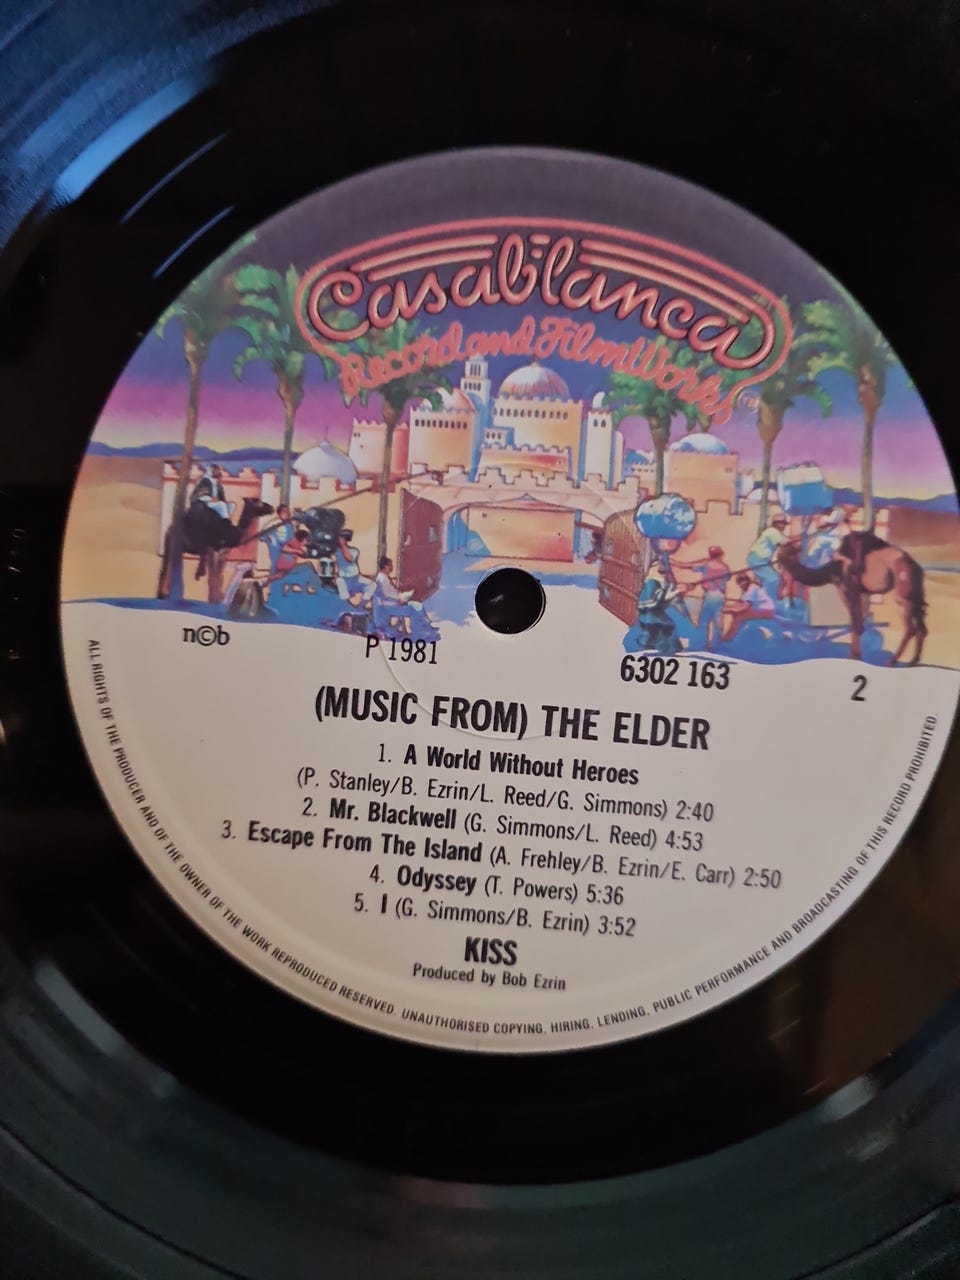 Casablanca
Record and FilmWorks
n©b
P 1981
6302 163
2
(MUSIC FROM) THE ELDER
1. A World Without Heroes
(P. Stanley/B. Ezrin/L. Reed/G. Simmons) 2:40
2. Mr. Blackwell (G. Simmons/L. Reed) 4:53
3. Escape From The Island (A. Frehley/B. Ezrin/E. Carr) 2:50
4. Odyssey (T. Powers) 5:36
5. I (G. Simmons/B. Ezrin) 3:52
KISS
Produced by Bob Ezrin
ALL RIGHTS OF THE PRODUCER AND OF THE OWNER OF THE WORK REPRODUCED RESERVED. UNAUTHORISED COPYING, HIRING, LENDING, PUBLIC PERFORMANCE AND BROADCASTING OF THIS RECORD PROHIBITED.